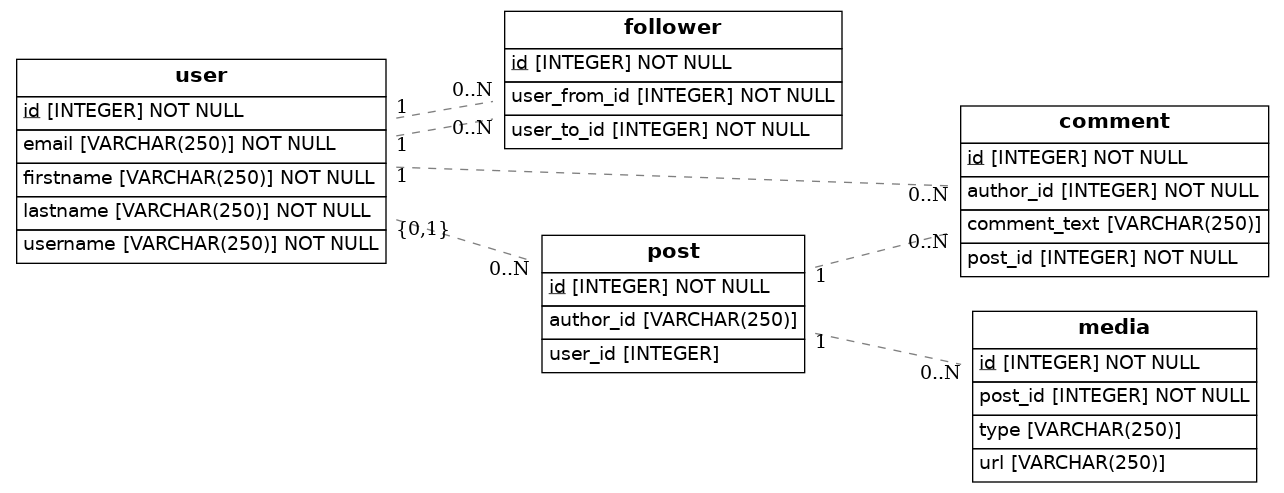 user
id [INTEGER] NOT NULL
email [VARCHAR(250)] NOT NULL
firstname [VARCHAR(250)] NOT NULL
lastname [VARCHAR(250)] NOT NULL
username [VARCHAR(250)] NOT NULL
1
0..N
1
0..N
1
0..N
{0,1}
0..N
follower
id [INTEGER] NOT NULL
user_from_id [INTEGER] NOT NULL
user_to_id [INTEGER] NOT NULL
post
id [INTEGER] NOT NULL
author_id [VARCHAR(250)]
user_id [INTEGER]
1
0..N
1
0..N
comment
id [INTEGER] NOT NULL
author_id [INTEGER] NOT NULL
comment_text [VARCHAR(250)]
post_id [INTEGER] NOT NULL
media
id [INTEGER] NOT NULL
post_id [INTEGER] NOT NULL
type [VARCHAR(250)]
url [VARCHAR(250)]